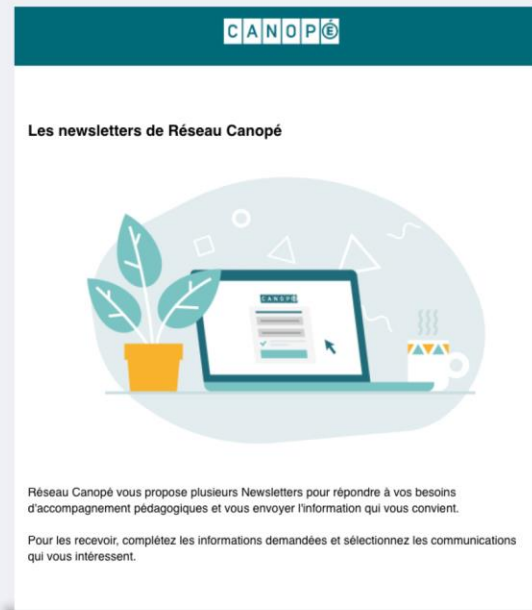 CANOPÉ
Les newsletters de Réseau Canopé
CANOPÉ
Réseau Canopé vous propose plusieurs Newsletters pour répondre à vos besoins
d'accompagnement pédagogiques et vous envoyer l'information qui vous convient.
Pour les recevoir, complétez les informations demandées et sélectionnez les communications
qui vous intéressent.